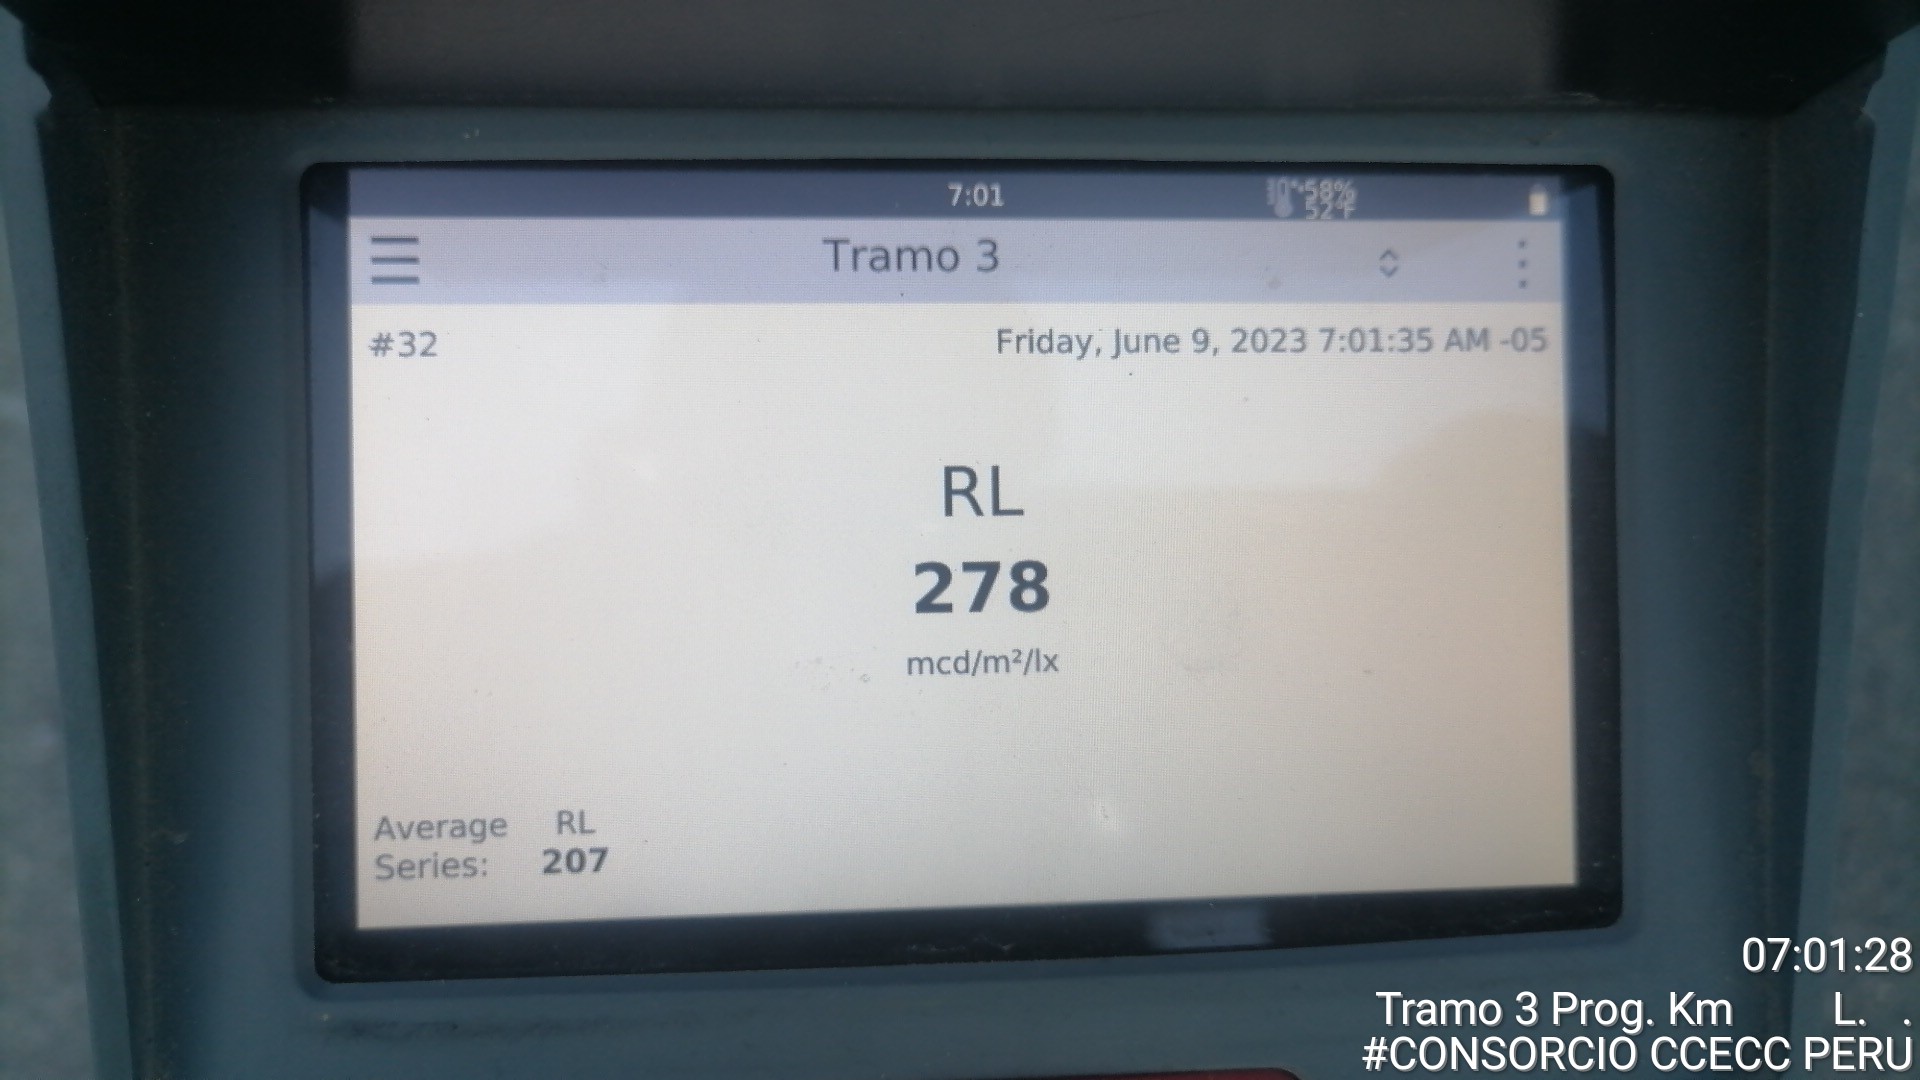 7:01
58%
52°F
Tramo 3
#32
Friday, June 9, 2023 7:01:35 AM -05
RL
278
mcd/m²/lx
Average RL
Series: 207
07:01:28
Tramo 3 Prog. Km L. .
#CONSORCIO CCECC PERU